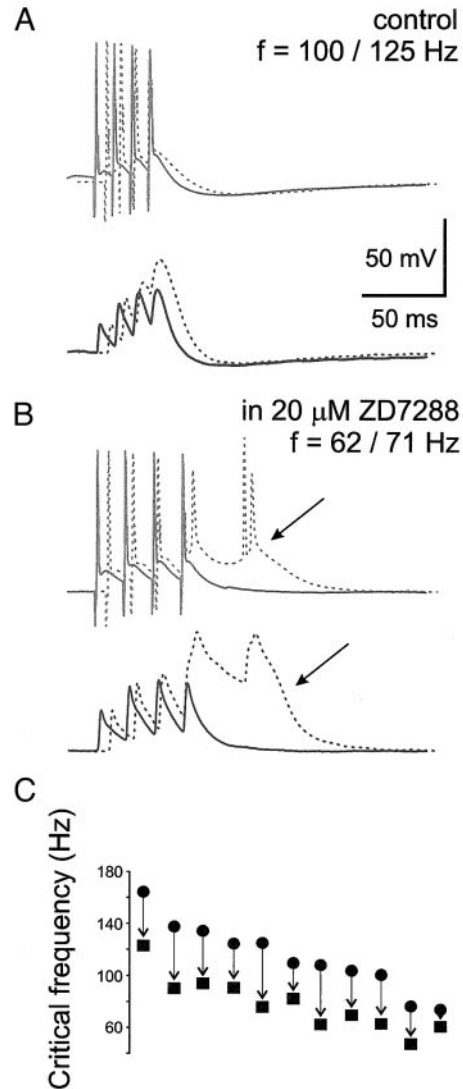 A
control
f = 100 / 125 Hz
50 mV
50 ms
B
in 20 μM ZD7288
f = 62 / 71 Hz
C
Critical frequency (Hz)
180
140
100
60